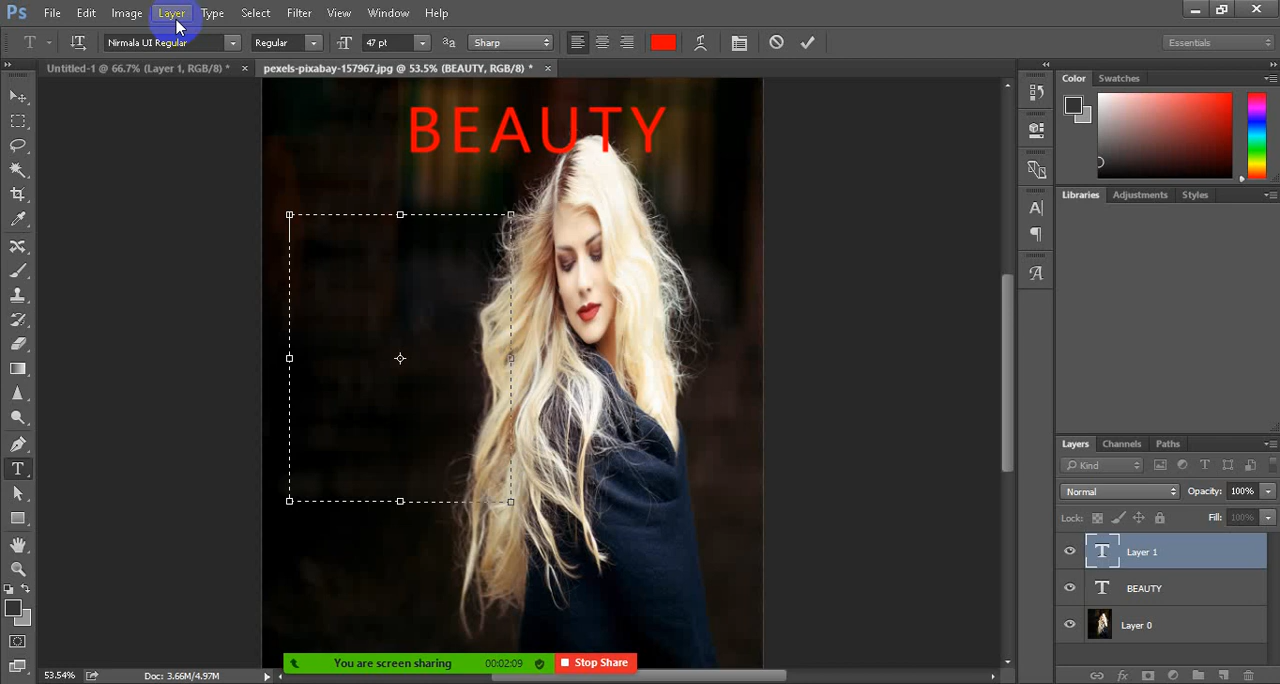 Ps File Edit Image Layer Type Select Filter View Window Help
T Nirmala UI Regular Regular 47 pt Sharp Essentials
Untitled-1 @ 66.7% (Layer 1, RGB/8) * × pexels-pixabay-157967.jpg @ 53.5% (BEAUTY, RGB/8) * ×
Color Swatches
BEAUTY
Libraries Adjustments Styles
Layers Channels Paths
Kind
Normal Opacity: 100%
Lock: Fill: 100%
T Layer 1
T BEAUTY
Layer 0
You are screen sharing 00:02:09 Stop Share
53.54% Doc: 3.66M/4.97M